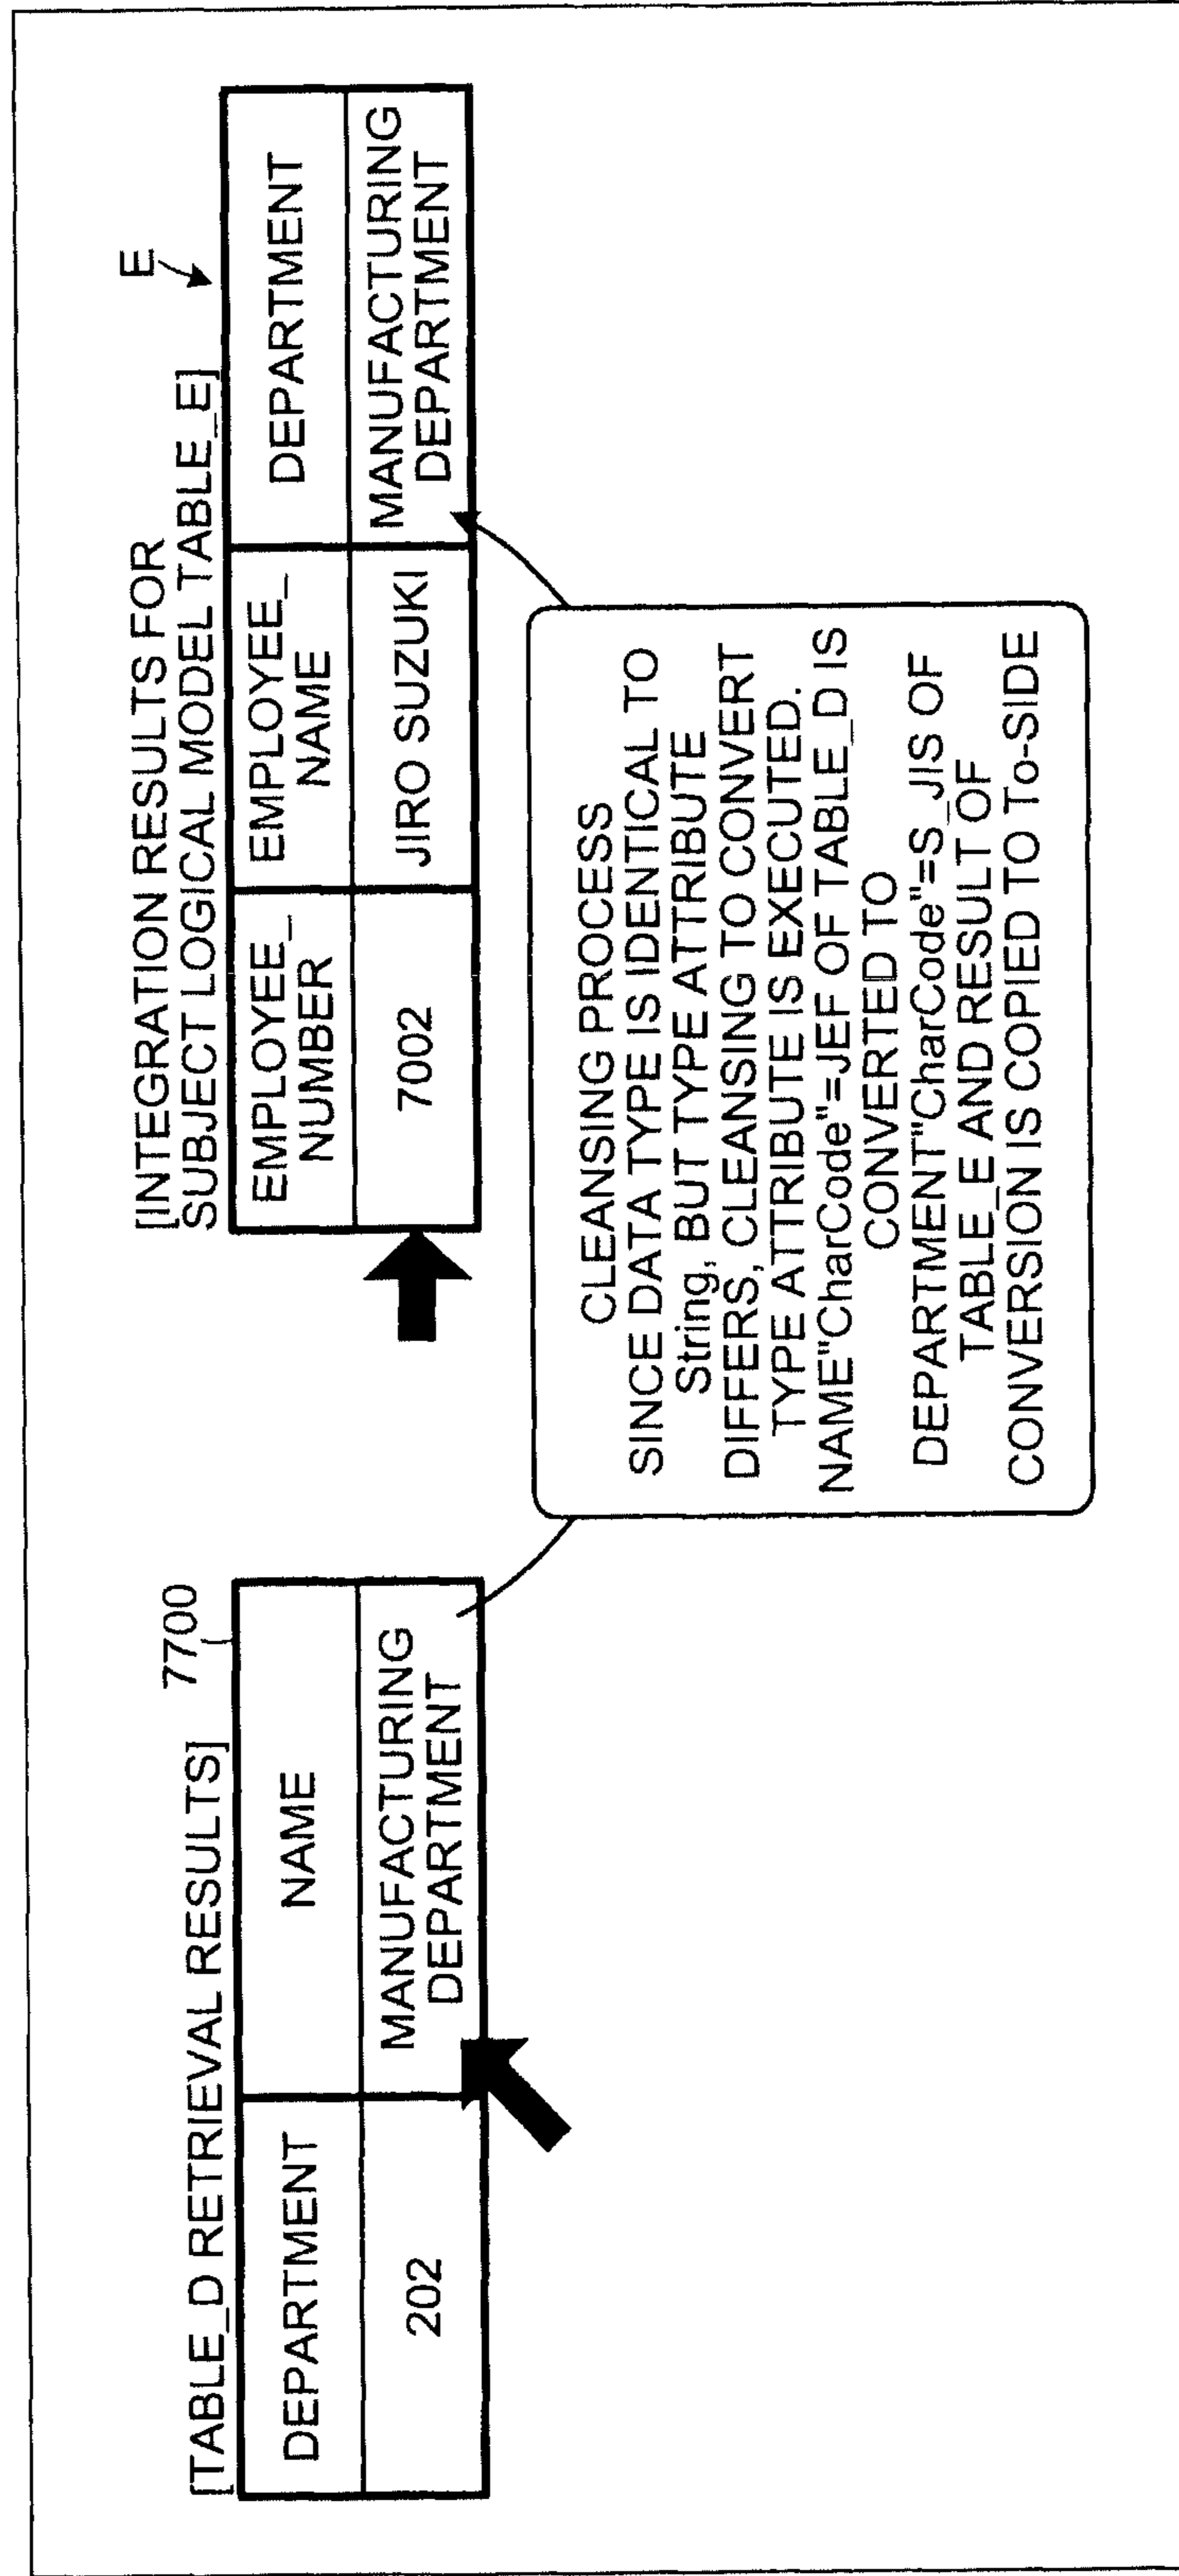 [TABLE_D RETRIEVAL RESULTS]
7700
DEPARTMENT
NAME
202
MANUFACTURING
DEPARTMENT
[INTEGRATION RESULTS FOR
SUBJECT LOGICAL MODEL TABLE_E]
E
EMPLOYEE_
NUMBER
EMPLOYEE_
NAME
DEPARTMENT
7002
JIRO SUZUKI
MANUFACTURING
DEPARTMENT
CLEANSING PROCESS
SINCE DATA TYPE IS IDENTICAL TO
String, BUT TYPE ATTRIBUTE
DIFFERS, CLEANSING TO CONVERT
TYPE ATTRIBUTE IS EXECUTED.
NAME"CharCode"=JEF OF TABLE_D IS
CONVERTED TO
DEPARTMENT"CharCode"=S_JIS OF
TABLE_E AND RESULT OF
CONVERSION IS COPIED TO To-SIDE